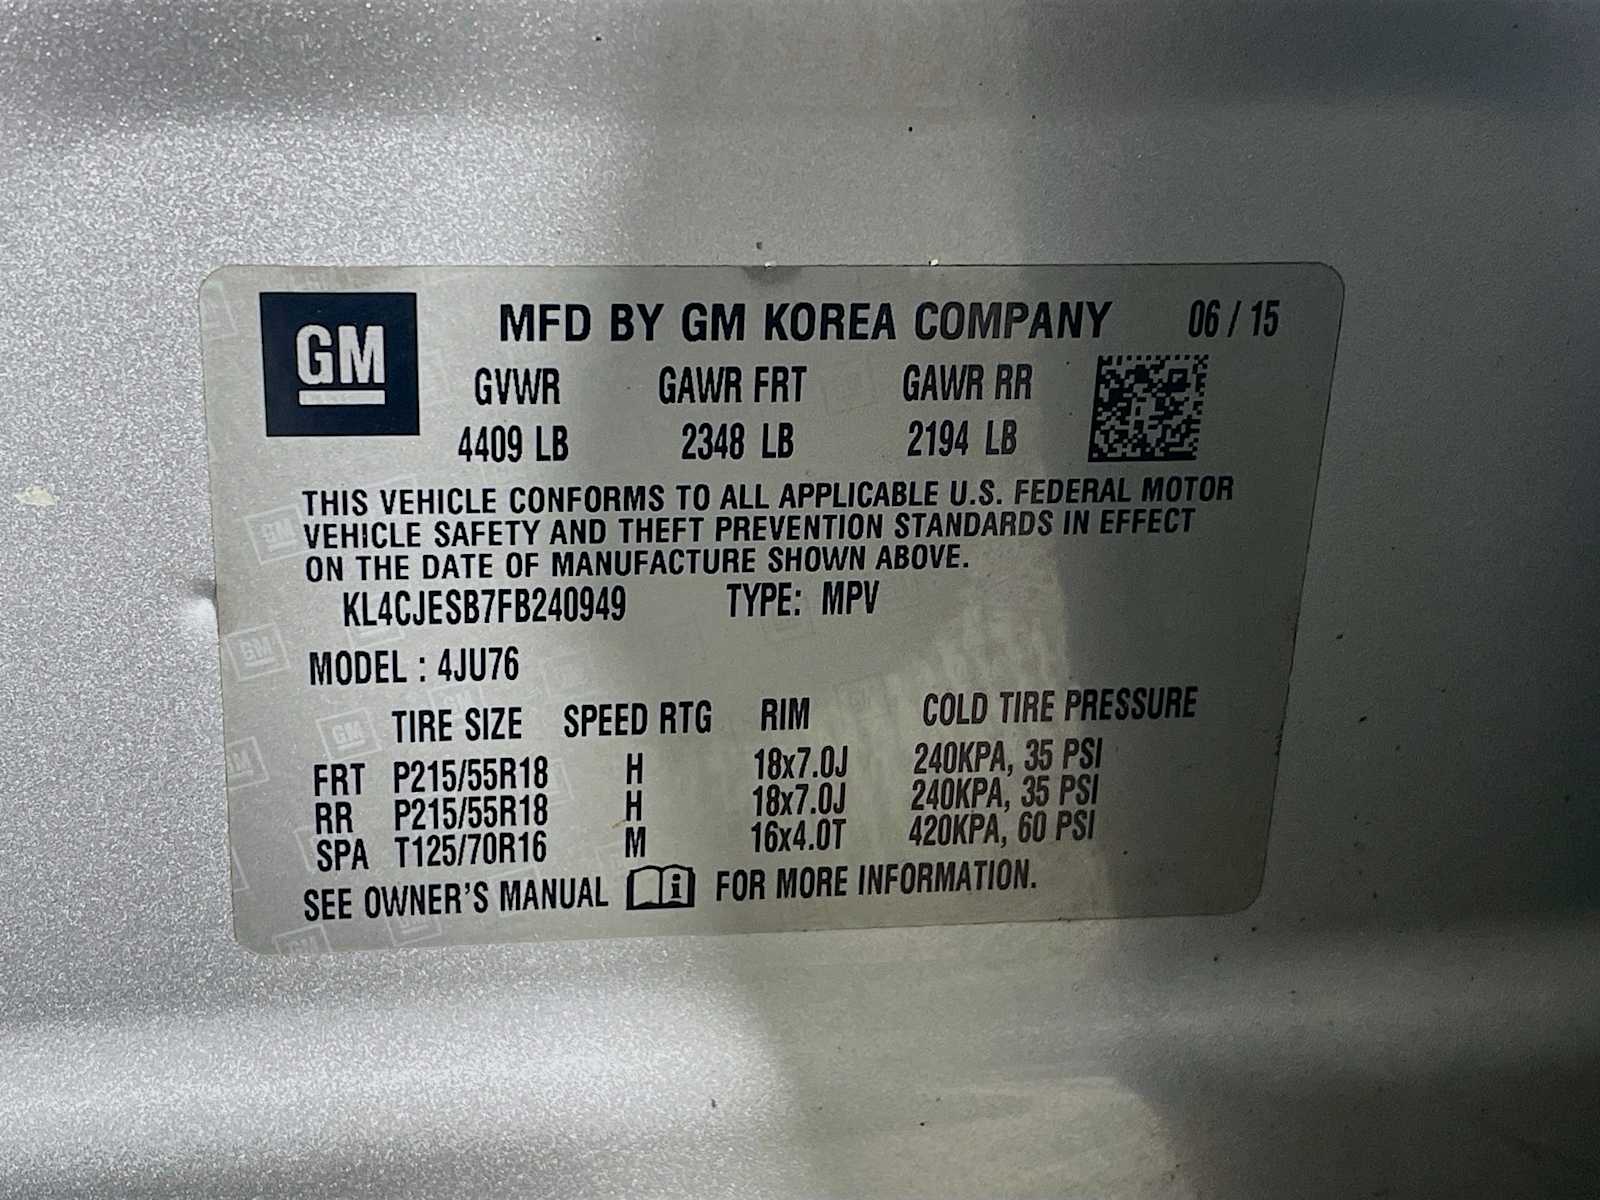 GM
MFD BY GM KOREA COMPANY 06 / 15
GVWR GAWR FRT GAWR RR
4409 LB 2348 LB 2194 LB
THIS VEHICLE CONFORMS TO ALL APPLICABLE U.S. FEDERAL MOTOR
VEHICLE SAFETY AND THEFT PREVENTION STANDARDS IN EFFECT
ON THE DATE OF MANUFACTURE SHOWN ABOVE.
KL4CJESB7FB240949 TYPE: MPV
MODEL : 4JU76
TIRE SIZE SPEED RTG RIM COLD TIRE PRESSURE
FRT P215/55R18 H 18x7.0J 240KPA, 35 PSI
RR P215/55R18 H 18x7.0J 240KPA, 35 PSI
SPA T125/70R16 M 16x4.0T 420KPA, 60 PSI
SEE OWNER'S MANUAL i FOR MORE INFORMATION.